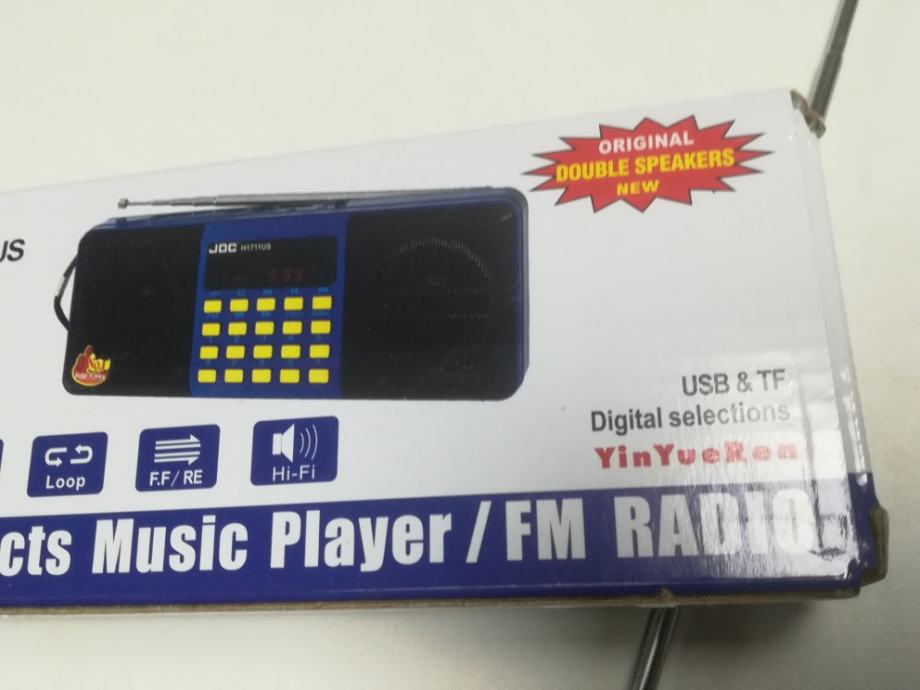 ORIGINAL
DOUBLE SPEAKERS
NEW
US
JOC H1711US
USB & TF
Digital selections
YinYueRen
Loop
F.F/RE
Hi-Fi
cts Music Player / FM RADIO